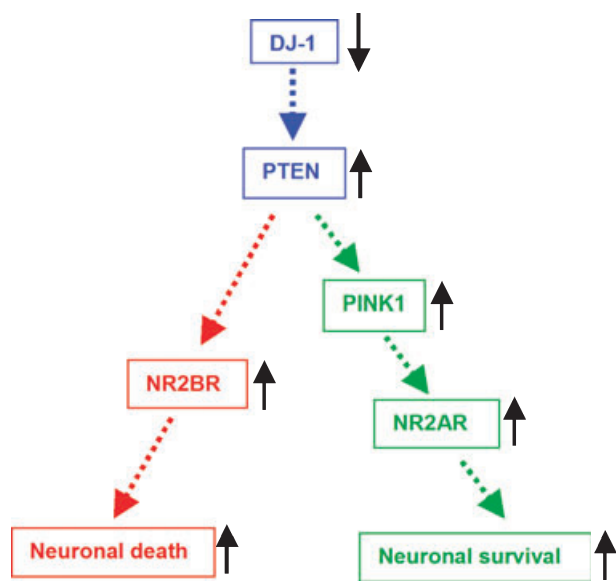 DJ-1
PTEN
PINK1
NR2BR
NR2AR
Neuronal death
Neuronal survival